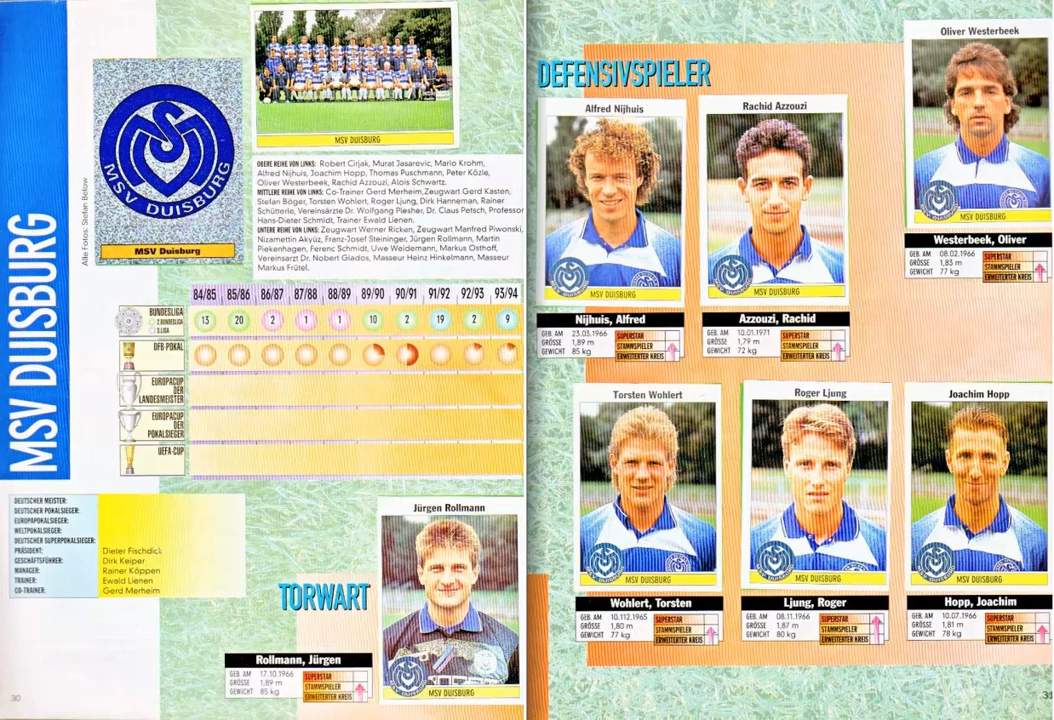 MSV DUISBURG
Alle Fotos: Stefan Below
MSV DUISBURG
MSV Duisburg
MSV DUISBURG
OBERE REIHE VON LINKS: Robert Cirjak, Murat Jasarevic, Mario Krohm,
Alfred Nijhuis, Joachim Hopp, Thomas Puschmann, Peter Közle,
Oliver Westerbeek, Rachid Azzouzi, Alois Schwartz.
MITTLERE REIHE VON LINKS: Co-Trainer Gerd Merheim,Zeugwart Gerd Kasten,
Stefan Böger, Torsten Wohlert, Roger Ljung, Dirk Hanneman, Rainer
Schütterle, Vereinsärzte Dr. Wolfgang Plesher, Dr. Claus Petsch, Professor
Hans-Dieter Schmidt, Trainer Ewald Lienen.
UNTERE REIHE VON LINKS: Zeugwart Werner Ricken, Zeugwart Manfred Piwonski,
Nizamettin Akyüz, Franz-Josef Steininger, Jürgen Rollmann, Martin
Piekenhagen, Ferenc Schmidt, Uwe Weidemann, Markus Osthoff,
Vereinsarzt Dr. Nobert Glados, Masseur Heinz Hinkelmann, Masseur
Markus Frütel.
84/85 85/86 86/87 87/88 88/89 89/90 90/91 91/92 92/93 93/94
BUNDESLIGA
2.BUNDESLIGA
3.LIGA
13 20 2 1 1 10 2 19 2 9
DFB-POKAL
EUROPACUP
DER
LANDESMEISTER
EUROPACUP
DER
POKALSIEGER
UEFA-CUP
DEUTSCHER MEISTER:
DEUTSCHER POKALSIEGER:
EUROPAPOKALSIEGER:
WELTPOKALSIEGER:
DEUTSCHER SUPERPOKALSIEGER:
PRÄSIDENT: Dieter Fischdick
GESCHÄFTSFÜHRER: Dirk Keiper
MANAGER: Rainer Köppen
TRAINER: Ewald Lienen
CO-TRAINER: Gerd Merheim
TORWART
Jürgen Rollmann
MSV DUISBURG
Rollmann, Jürgen
GEB. AM 17.10.1966
GRÖSSE 1,89 m
GEWICHT 85 kg
SUPERSTAR
STAMMSPIELER
ERWEITERTER KREIS
30
DEFENSIVSPIELER
Alfred Nijhuis
MSV DUISBURG
Nijhuis, Alfred
GEB. AM 23.03.1966
GRÖSSE 1,89 m
GEWICHT 85 kg
SUPERSTAR
STAMMSPIELER
ERWEITERTER KREIS
Rachid Azzouzi
MSV DUISBURG
Azzouzi, Rachid
GEB. AM 10.01.1971
GRÖSSE 1,79 m
GEWICHT 72 kg
SUPERSTAR
STAMMSPIELER
ERWEITERTER KREIS
Oliver Westerbeek
MSV DUISBURG
Westerbeek, Oliver
GEB. AM 08.02.1966
GRÖSSE 1,83 m
GEWICHT 77 kg
SUPERSTAR
STAMMSPIELER
ERWEITERTER KREIS
Torsten Wohlert
MSV DUISBURG
Wohlert, Torsten
GEB. AM 10.112.1965
GRÖSSE 1,80 m
GEWICHT 77 kg
SUPERSTAR
STAMMSPIELER
ERWEITERTER KREIS
Roger Ljung
MSV DUISBURG
Ljung, Roger
GEB. AM 08.11.1966
GRÖSSE 1,87 m
GEWICHT 80 kg
SUPERSTAR
STAMMSPIELER
ERWEITERTER KREIS
Joachim Hopp
MSV DUISBURG
Hopp, Joachim
GEB. AM 10.07.1966
GRÖSSE 1,81 m
GEWICHT 78 kg
SUPERSTAR
STAMMSPIELER
ERWEITERTER KREIS